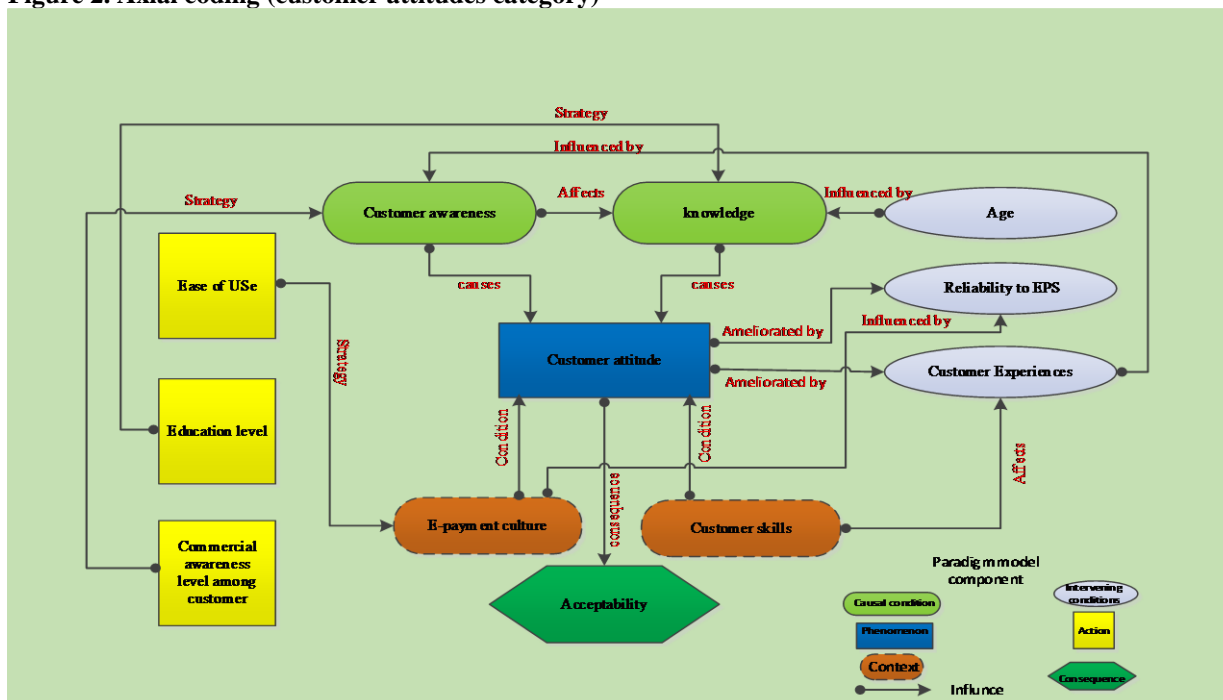 Figure 2. Axial coding (customer attitudes category)
Strategy
Influenced by
Strategy
Customer awareness
Affects
knowledge
Influenced by
Age
Ease of USe
causes
causes
Reliability to EPS
Ameliorated by
Influenced by
Strategy
Customer attitude
Customer Experiences
Ameliorated by
Education level
Condition
Condition
Affects
consequence
E-payment culture
Customer skills
Commercial
awareness
level among
customer
Acceptability
Paradigm model
component
Causal condition
Intervening
conditions
Phenomenon
Action
Context
Consequence
Influnce